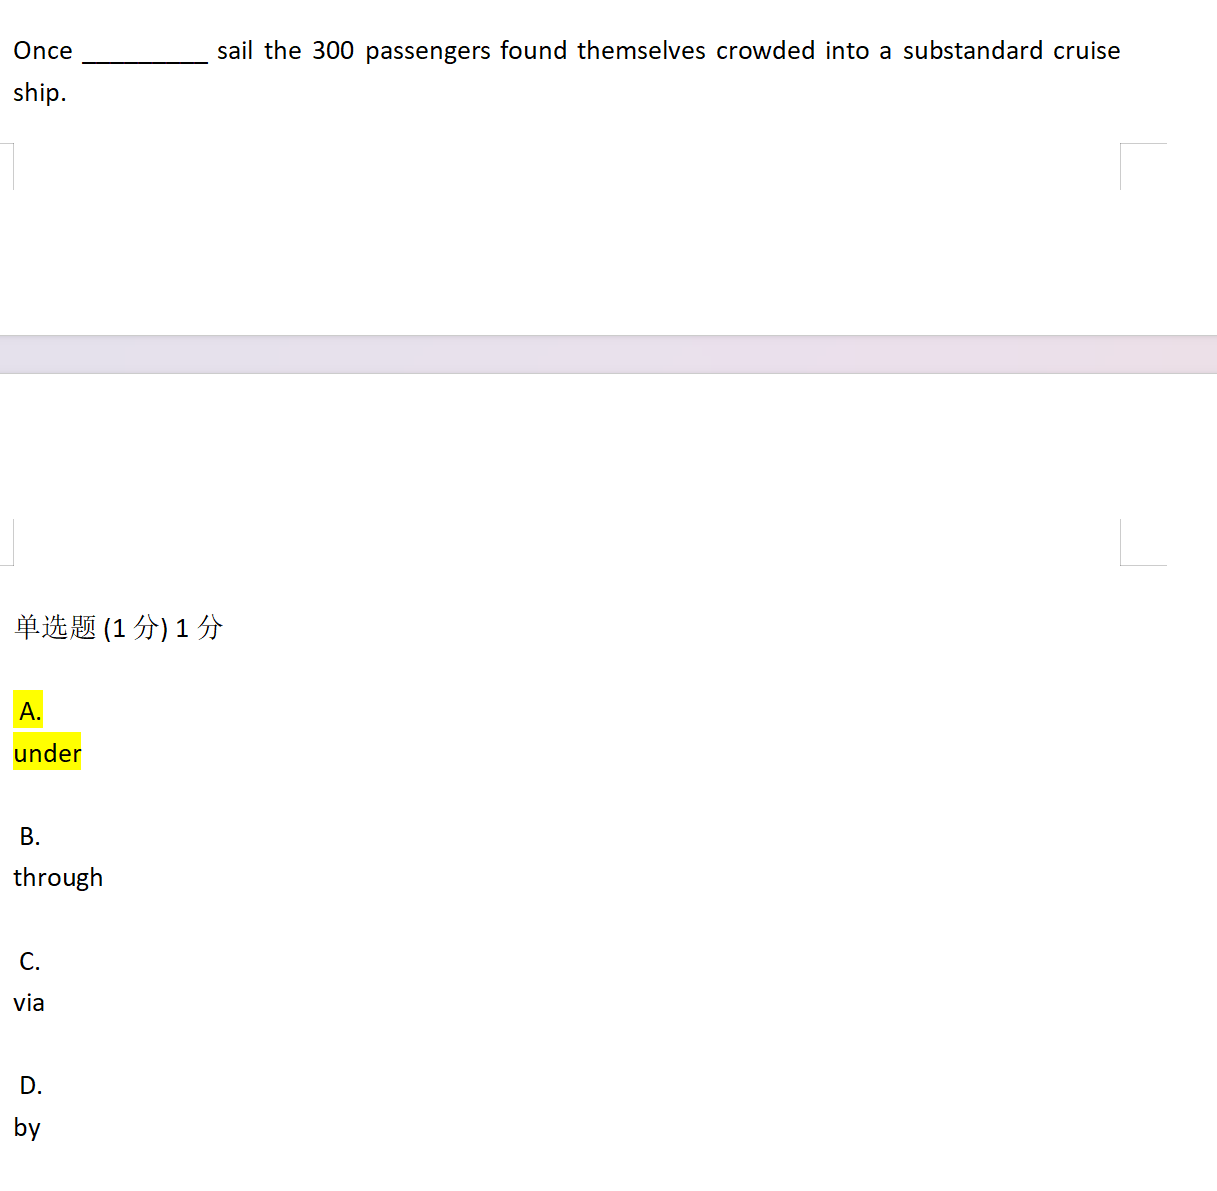 Once __________ sail the 300 passengers found themselves crowded into a substandard cruise
ship.
单选题 (1 分) 1 分
A.
under
B.
through
C.
via
D.
by